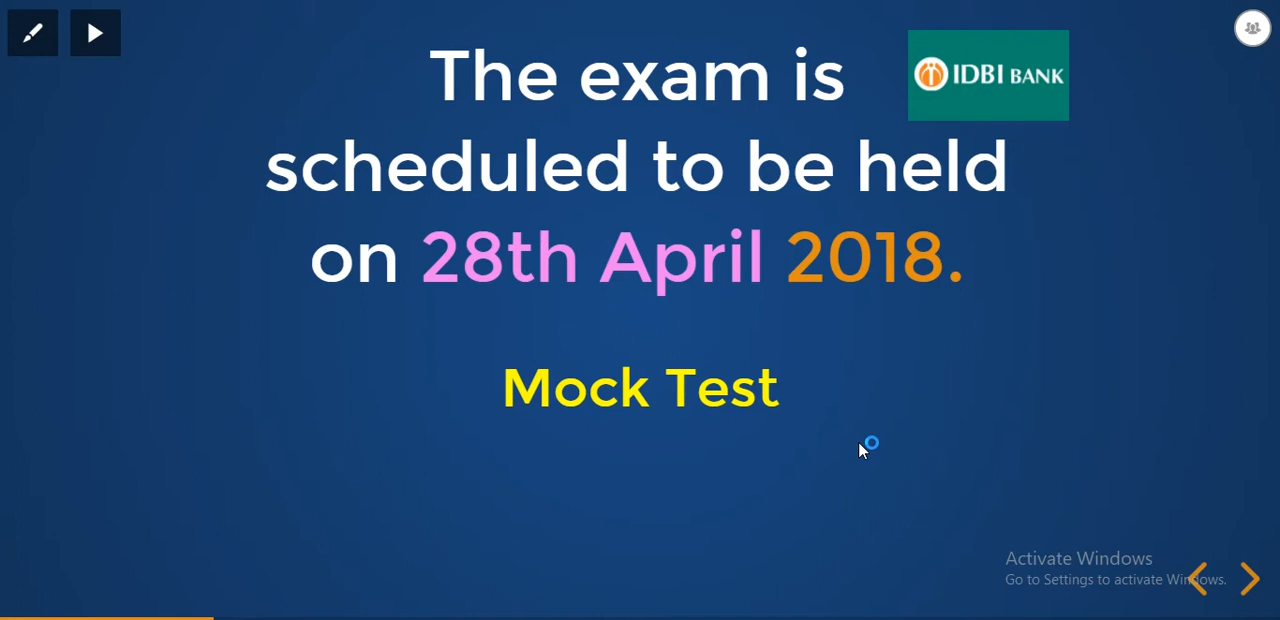 The exam is
IDBI BANK
scheduled to be held
on 28th April 2018.
Mock Test
Activate Windows
Go to Settings to activate Windows.